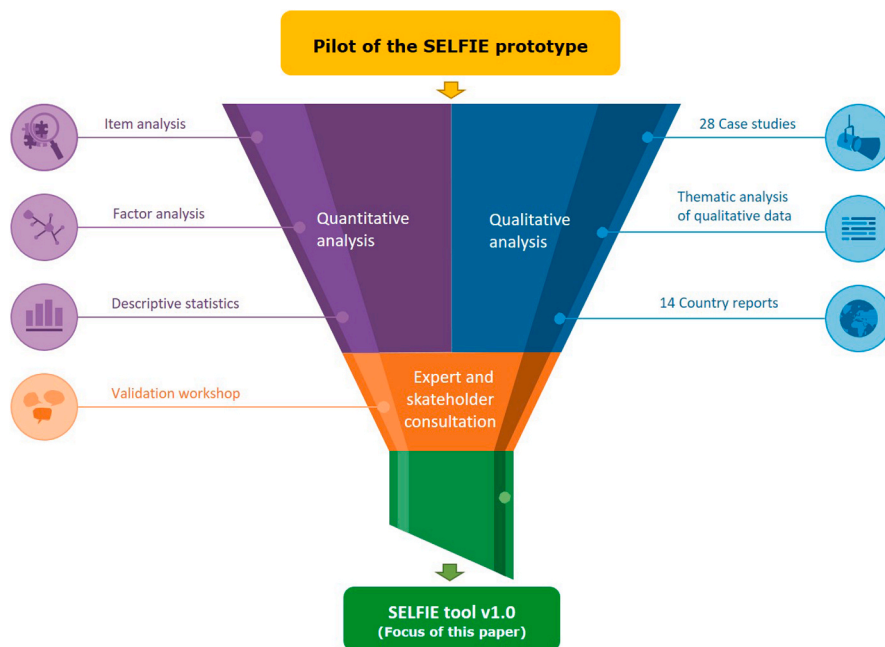 Pilot of the SELFIE prototype
Item analysis
28 Case studies
Factor analysis
Quantitative
analysis
Qualitative
analysis
Thematic analysis
of qualitative data
Descriptive statistics
14 Country reports
Validation workshop
Expert and
skateholder
consultation
SELFIE tool v1.0
(Focus of this paper)